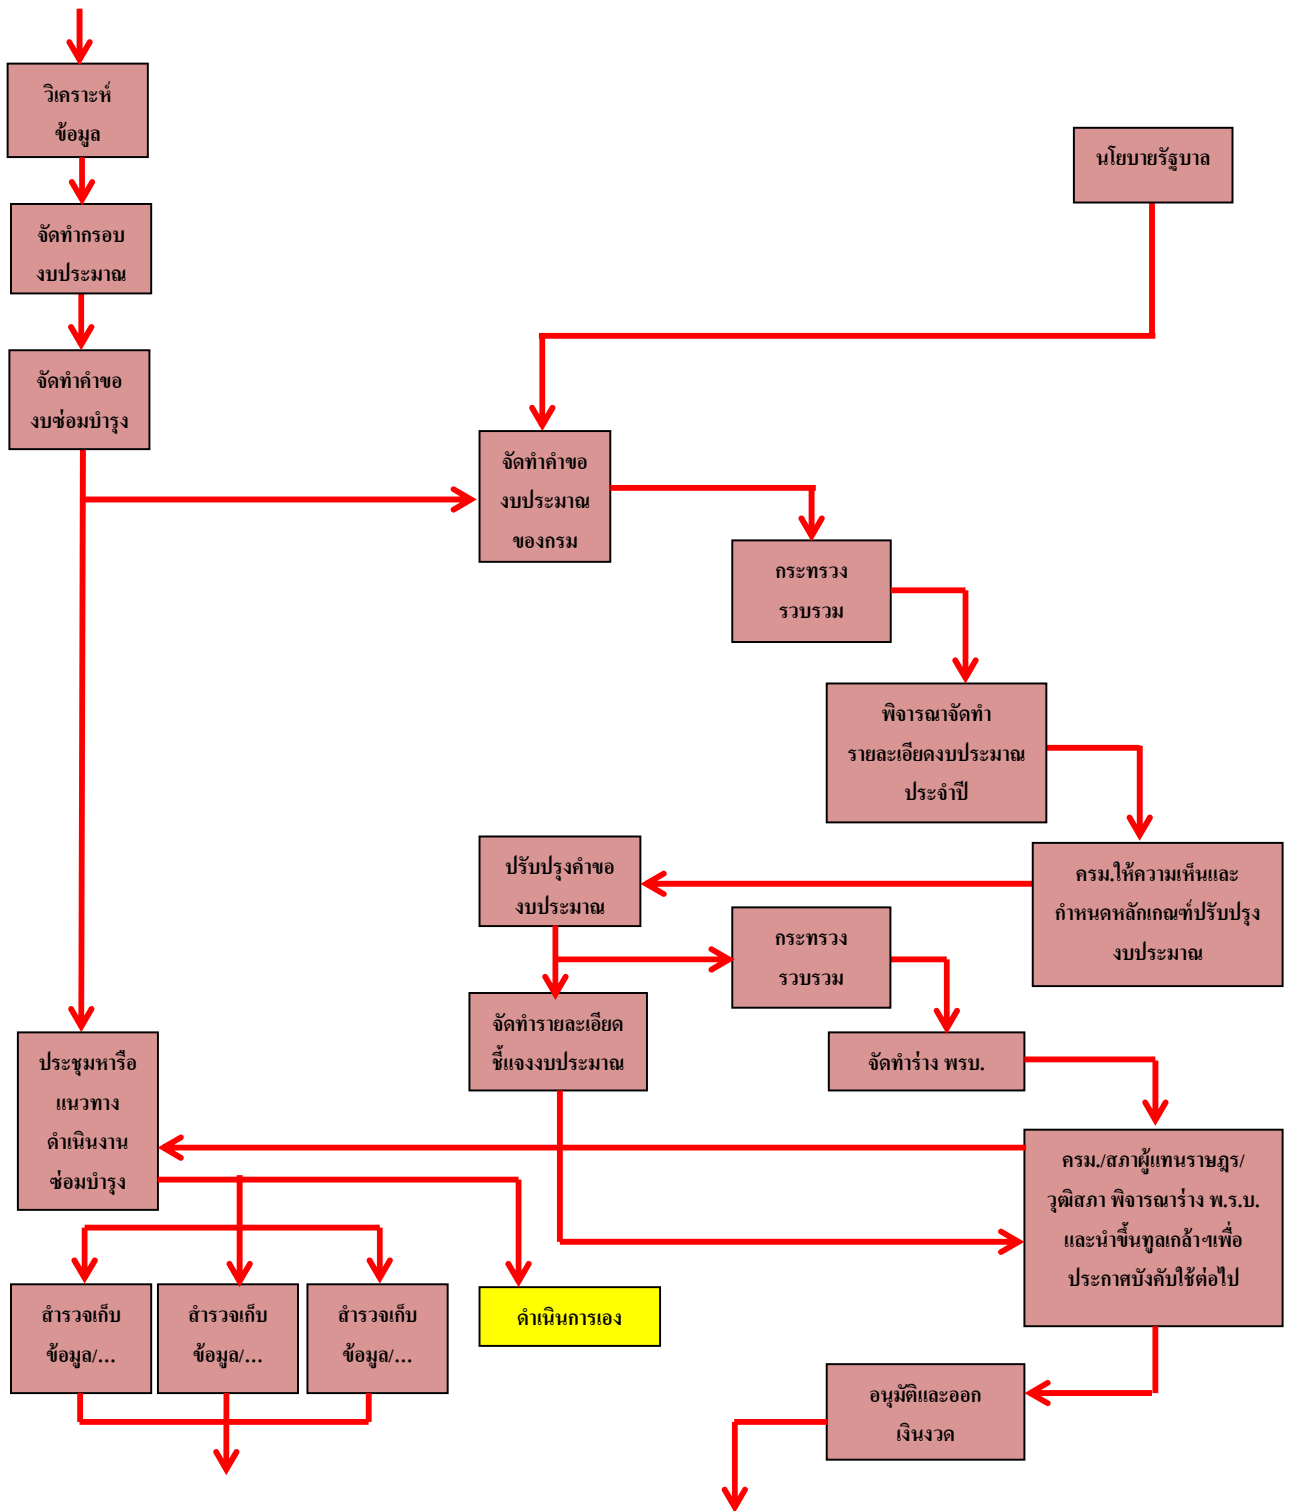 วิเคราะห์
ข้อมูล
นโยบายรัฐบาล
จัดทำกรอบ
งบประมาณ
จัดทำคำขอ
งบซ่อมบำรุง
จัดทำคำขอ
งบประมาณ
ของกรม
กระทรวง
รวบรวม
พิจารณาจัดทำ
รายละเอียดงบประมาณ
ประจำปี
ครม.ให้ความเห็นและ
กำหนดหลักเกณฑ์ปรับปรุง
งบประมาณ
ปรับปรุงคำขอ
งบประมาณ
กระทรวง
รวบรวม
จัดทำรายละเอียด
ชี้แจงงบประมาณ
จัดทำร่าง พรบ.
ประชุมหารือ
แนวทาง
ดำเนินงาน
ซ่อมบำรุง
ครม./สภาผู้แทนราษฎร/
วุฒิสภา พิจารณาร่าง พ.ร.บ.
และนำขึ้นทูลเกล้าฯเพื่อ
ประกาศบังคับใช้ต่อไป
สำรวจเก็บ
ข้อมูล/...
สำรวจเก็บ
ข้อมูล/...
สำรวจเก็บ
ข้อมูล/...
ดำเนินการเอง
อนุมัติและออก
เงินงวด